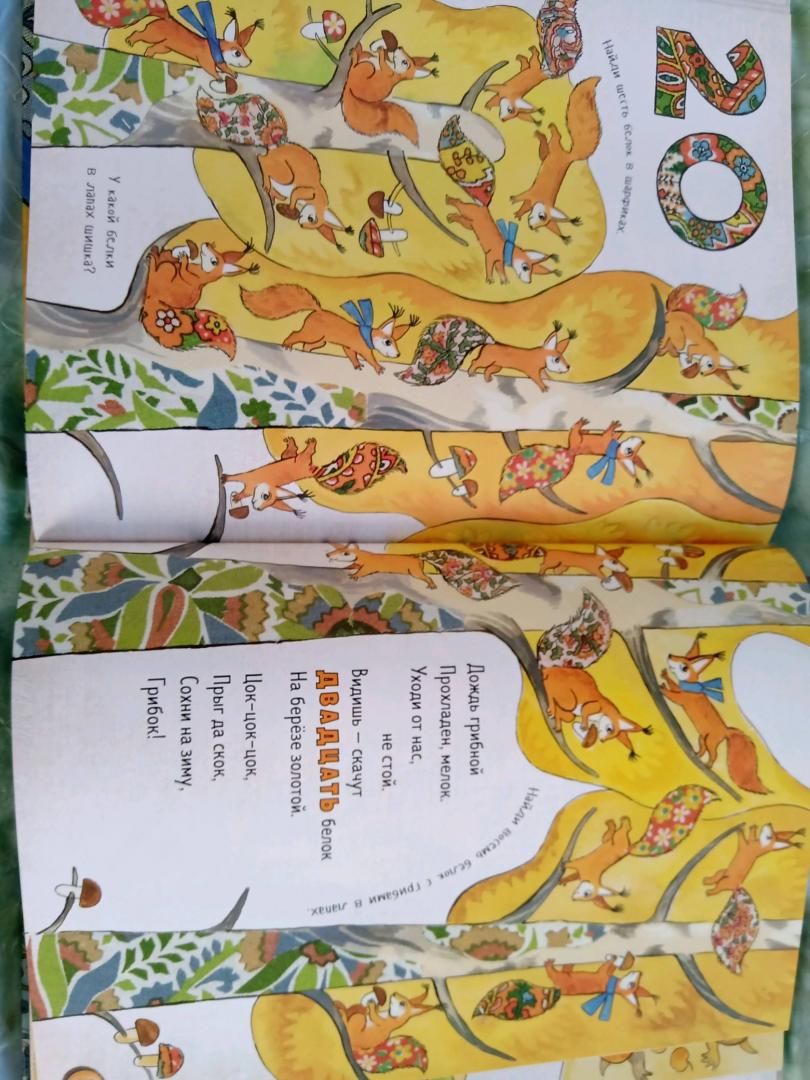 20
Найди шесть белок в шарфиках.
У какой белки
в лапах шишка?
Дождь грибной
Прохладен, мелок.
Уходи от нас,
не стой.
Видишь – скачут
ДВАДЦАТЬ белок
На берёзе золотой.
Цок-цок-цок,
Прыг да скок,
Сохни на зиму,
Грибок!
Найди восемь белок с грибами в лапах.